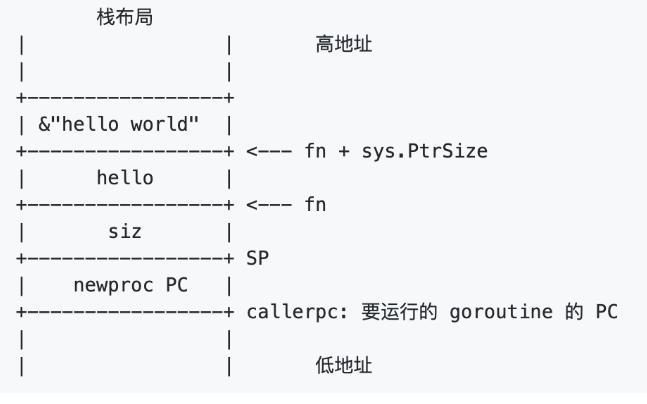 栈布局
高地址
&"hello world"
<--- fn + sys.PtrSize
hello
<--- fn
siz
SP
newproc PC
callerpc: 要运行的 goroutine 的 PC
低地址